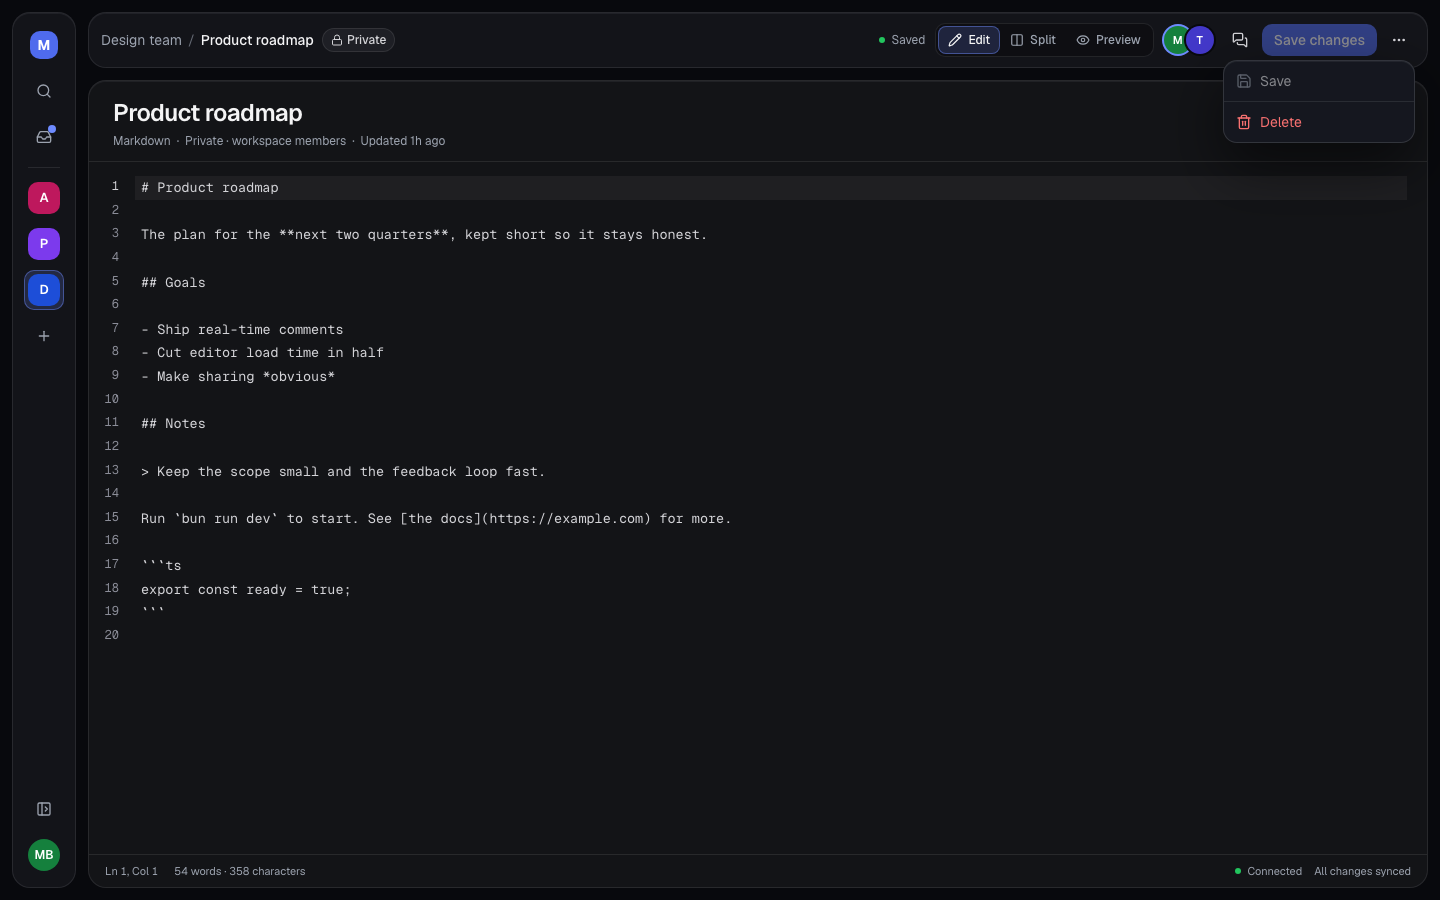 M
Design team / Product roadmap Private
Saved Edit Split Preview M T Save changes
Save
Delete
Product roadmap
Markdown · Private · workspace members · Updated 1h ago
A
P
D
1 # Product roadmap
2
3 The plan for the **next two quarters**, kept short so it stays honest.
4
5 ## Goals
6
7 - Ship real-time comments
8 - Cut editor load time in half
9 - Make sharing *obvious*
10
11 ## Notes
12
13 > Keep the scope small and the feedback loop fast.
14
15 Run `bun run dev` to start. See [the docs](https://example.com) for more.
16
17 ```ts
18 export const ready = true;
19 ```
20
MB
Ln 1, Col 1 54 words · 358 characters
Connected All changes synced